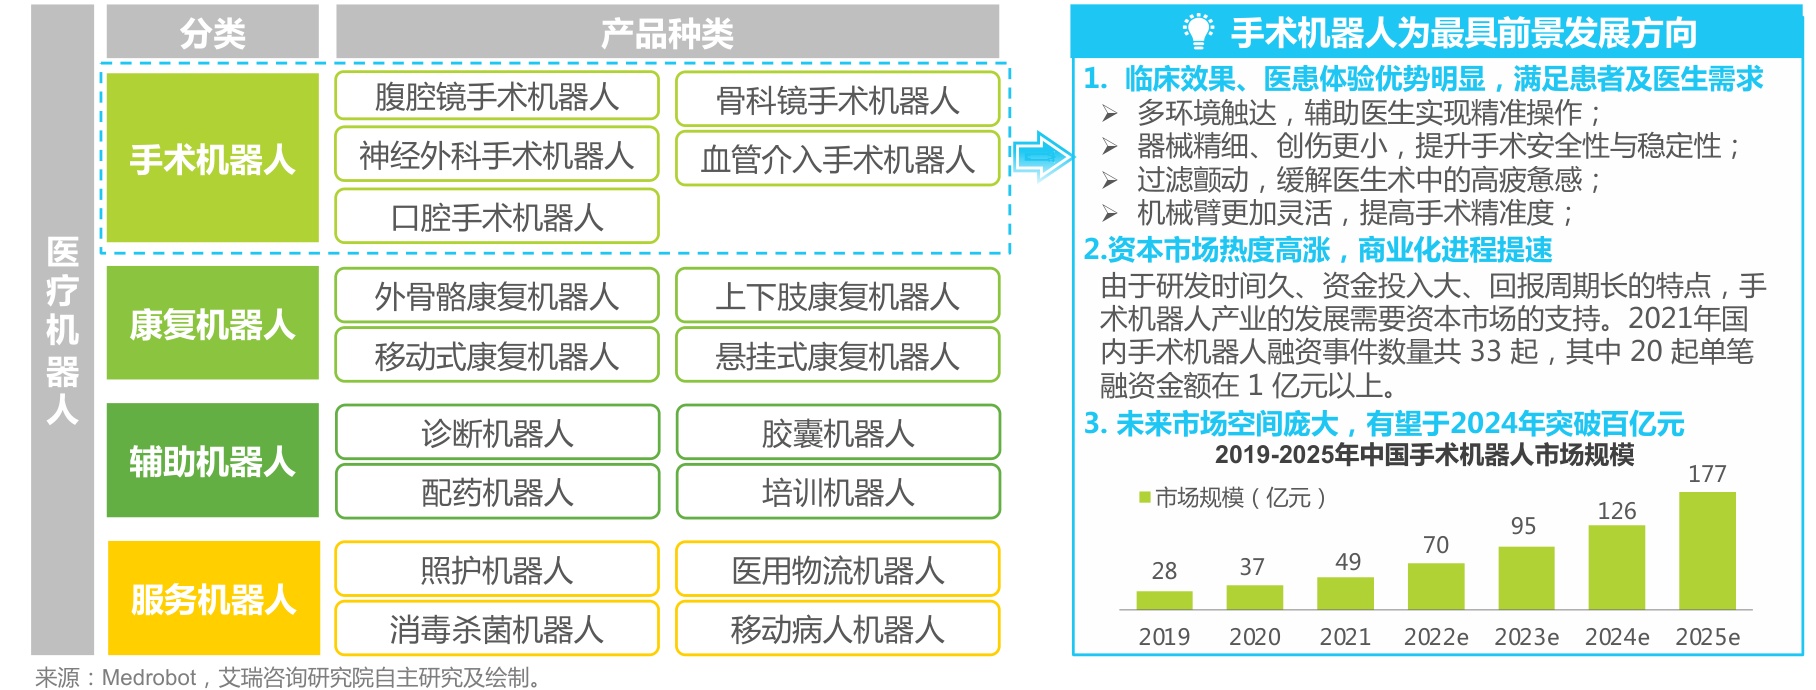 医疗机器人
分类
产品种类
手术机器人
腹腔镜手术机器人
骨科镜手术机器人
神经外科手术机器人
血管介入手术机器人
口腔手术机器人
康复机器人
外骨骼康复机器人
上下肢康复机器人
移动式康复机器人
悬挂式康复机器人
辅助机器人
诊断机器人
胶囊机器人
配药机器人
培训机器人
服务机器人
照护机器人
医用物流机器人
消毒杀菌机器人
移动病人机器人
手术机器人为最具前景发展方向
1. 临床效果、医患体验优势明显，满足患者及医生需求
➢ 多环境触达，辅助医生实现精准操作；
➢ 器械精细、创伤更小，提升手术安全性与稳定性；
➢ 过滤颤动，缓解医生术中的高疲惫感；
➢ 机械臂更加灵活，提高手术精准度；
2.资本市场热度高涨，商业化进程提速
由于研发时间久、资金投入大、回报周期长的特点，手
术机器人产业的发展需要资本市场的支持。2021年国
内手术机器人融资事件数量共 33 起，其中 20 起单笔
融资金额在 1 亿元以上。
3. 未来市场空间庞大，有望于2024年突破百亿元
2019-2025年中国手术机器人市场规模
市场规模（亿元）
28 37 49 70 95 126 177
2019 2020 2021 2022e 2023e 2024e 2025e
来源：Medrobot，艾瑞咨询研究院自主研究及绘制。